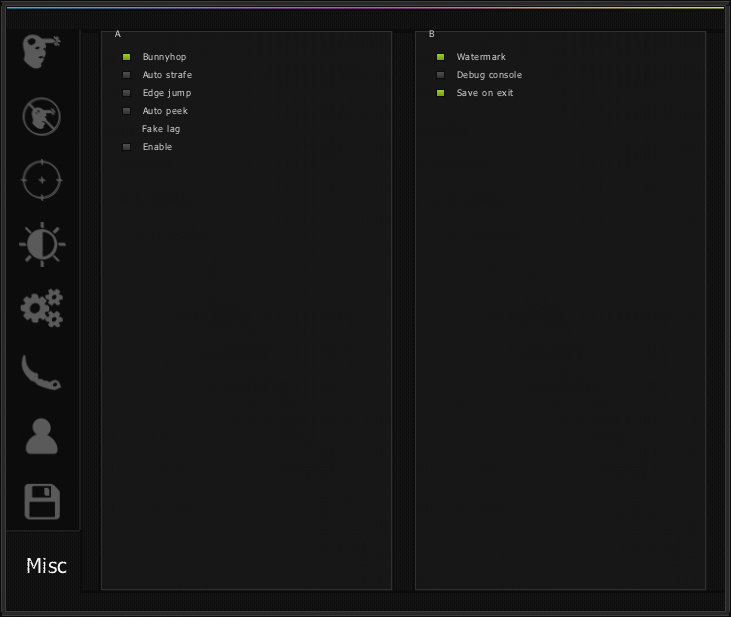 A
Bunnyhop
Auto strafe
Edge jump
Auto peek
Fake lag
Enable
B
Watermark
Debug console
Save on exit
Misc